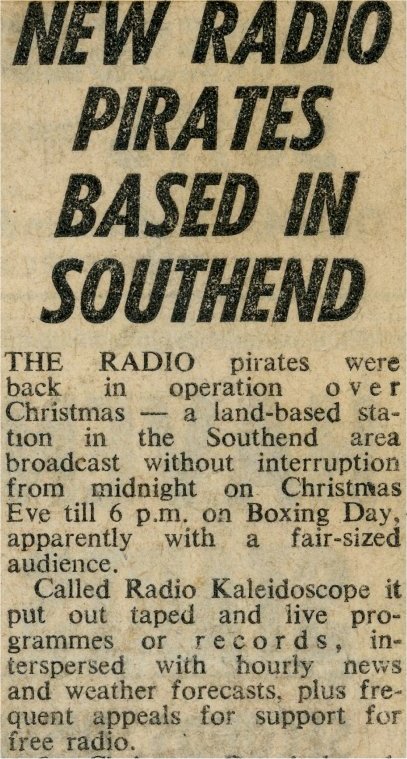 NEW RADIO
PIRATES
BASED IN
SOUTHEND
THE RADIO pirates were
back in operation over
Christmas — a land-based sta-
tion in the Southend area
broadcast without interruption
from midnight on Christmas
Eve till 6 p.m. on Boxing Day,
apparently with a fair-sized
audience.
Called Radio Kaleidoscope it
put out taped and live pro-
grammes or records, in-
terspersed with hourly news
and weather forecasts, plus fre-
quent appeals for support for
free radio.